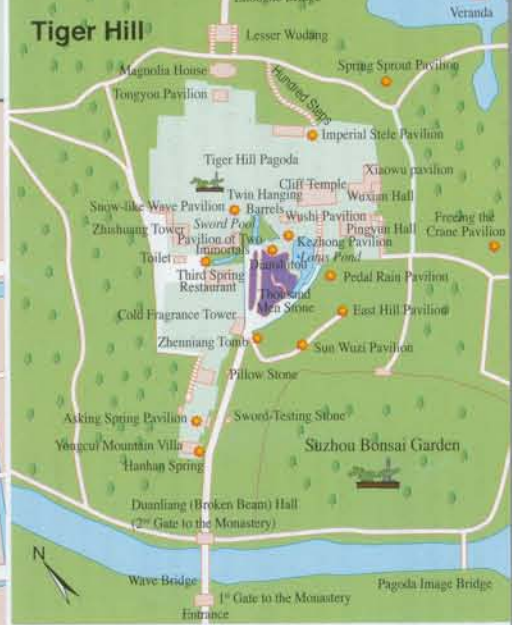 Veranda
Tiger Hill
Lesser Wudang
Magnolia House
Spring Sprout Pavilion
Hundred Steps
Tongyou Pavilion
Imperial Stele Pavilion
Tiger Hill Pagoda
Xiaowu pavilion
Cliff Temple
Twin Hanging
Barrels
Wuxian Hall
Snow-like Wave Pavilion
Wushi Pavilion
Freeing the
Crane Pavilion
Sword Pool
Zhishuang Tower
Pingyun Hall
Pavilion of Two
Immortals
Kezhong Pavilion
Toilet
Lotus Pond
Third Spring
Restaurant
Pedal Rain Pavilion
Thousand
Men Stone
Cold Fragrance Tower
East Hill Pavilion
Zhenniang Tomb
Sun Wuzi Pavilion
Pillow Stone
Asking Spring Pavilion
Sword-Testing Stone
Yongcui Mountain Villa
Hanhan Spring
Suzhou Bonsai Garden
Duanliang (Broken Beam) Hall
(2nd Gate to the Monastery)
N
Wave Bridge
Pagoda Image Bridge
1st Gate to the Monastery
Entrance